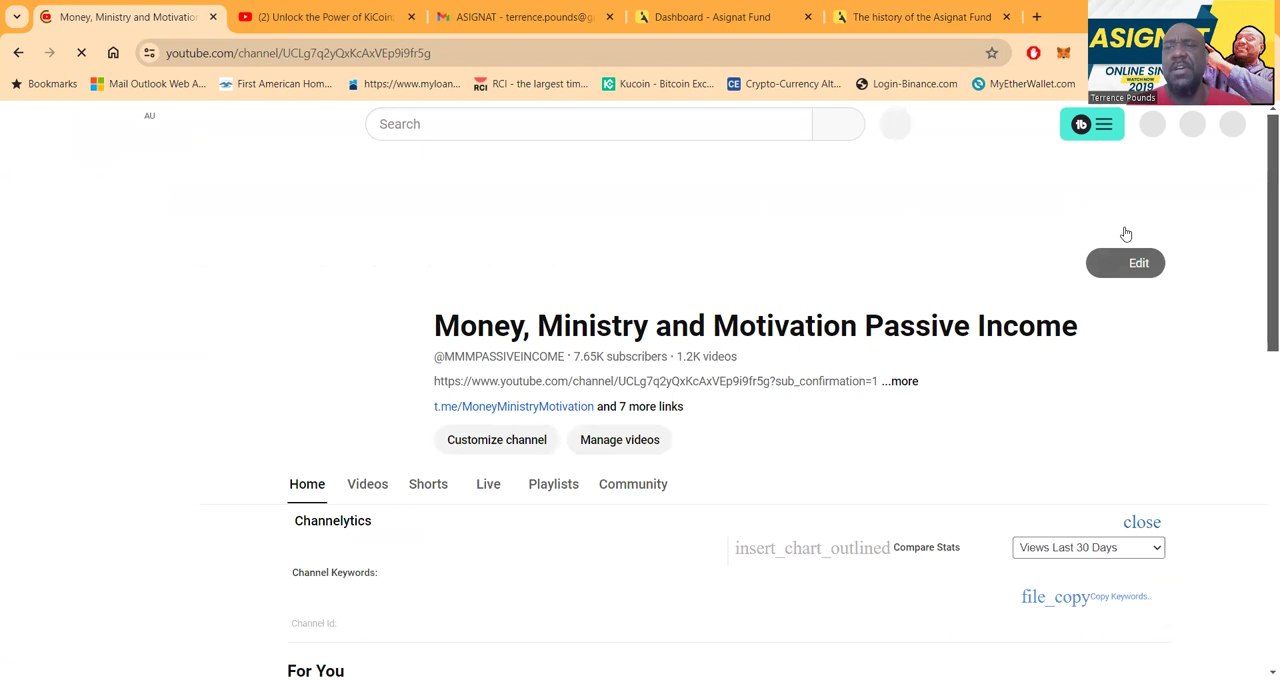 Money, Ministry and Motivation
(2) Unlock the Power of KiCoin
ASIGNAT - terrence.pounds@g
Dashboard - Asignat Fund
The history of the Asignat Fund
youtube.com/channel/UCLg7q2yQxKcAxVEp9i9fr5g
Bookmarks
Mail Outlook Web A...
First American Hom...
https://www.myloan...
RCI - the largest tim...
Kucoin - Bitcoin Exc...
Crypto-Currency Alt...
Login-Binance.com
MyEtherWallet.com
ONLINE SIN
WATCH NOW
2019
Terrence Pounds
AU
Search
Edit
Money, Ministry and Motivation Passive Income
@MMMPASSIVEINCOME · 7.65K subscribers · 1.2K videos
https://www.youtube.com/channel/UCLg7q2yQxKcAxVEp9i9fr5g?sub_confirmation=1 ...more
t.me/MoneyMinistryMotivation and 7 more links
Customize channel
Manage videos
Home
Videos
Shorts
Live
Playlists
Community
Channelytics
close
insert_chart_outlined Compare Stats
Views Last 30 Days
Channel Keywords:
file_copy Copy Keywords..
Channel Id:
For You